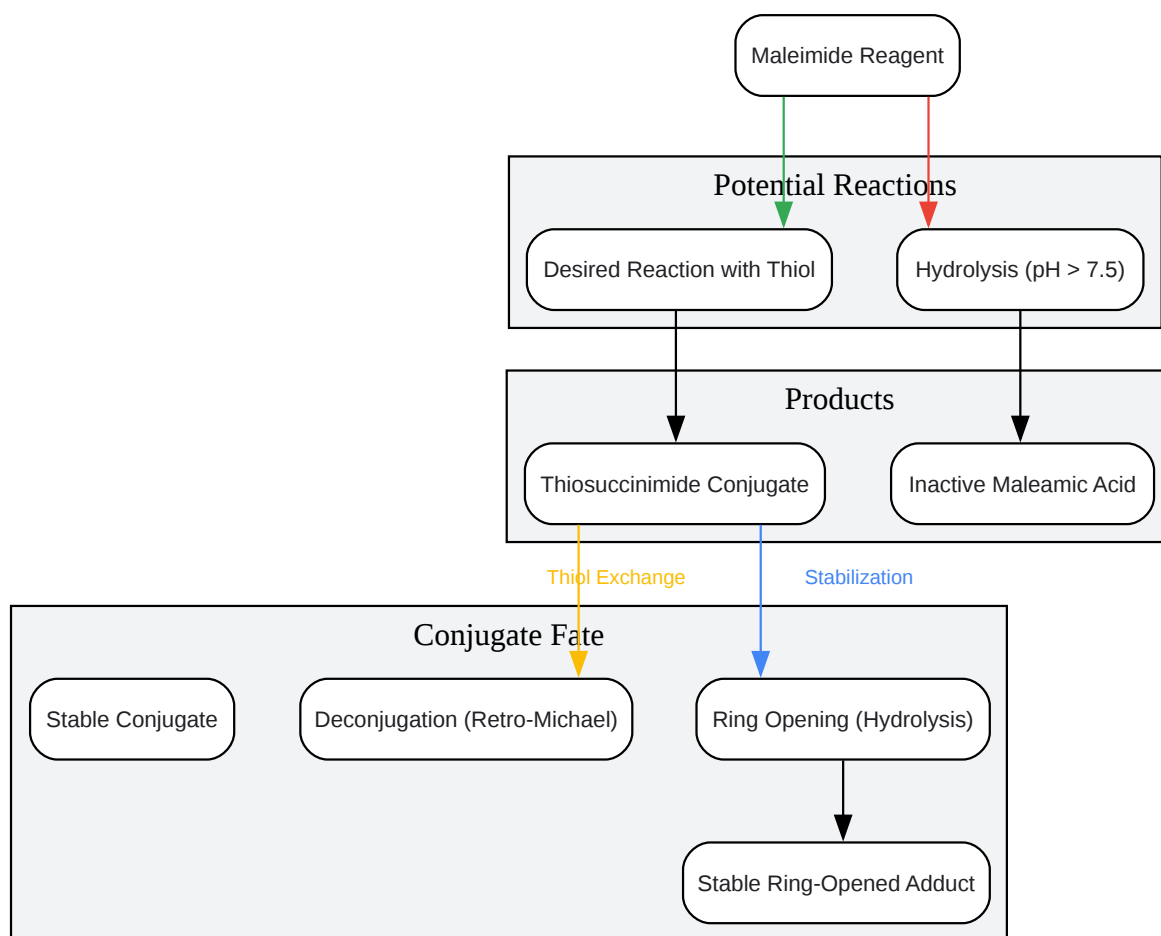 Maleimide Reagent
Potential Reactions
Desired Reaction with Thiol
Hydrolysis (pH > 7.5)
Products
Thiosuccinimide Conjugate
Inactive Maleamic Acid
Thiol Exchange
Stabilization
Conjugate Fate
Stable Conjugate
Deconjugation (Retro-Michael)
Ring Opening (Hydrolysis)
Stable Ring-Opened Adduct